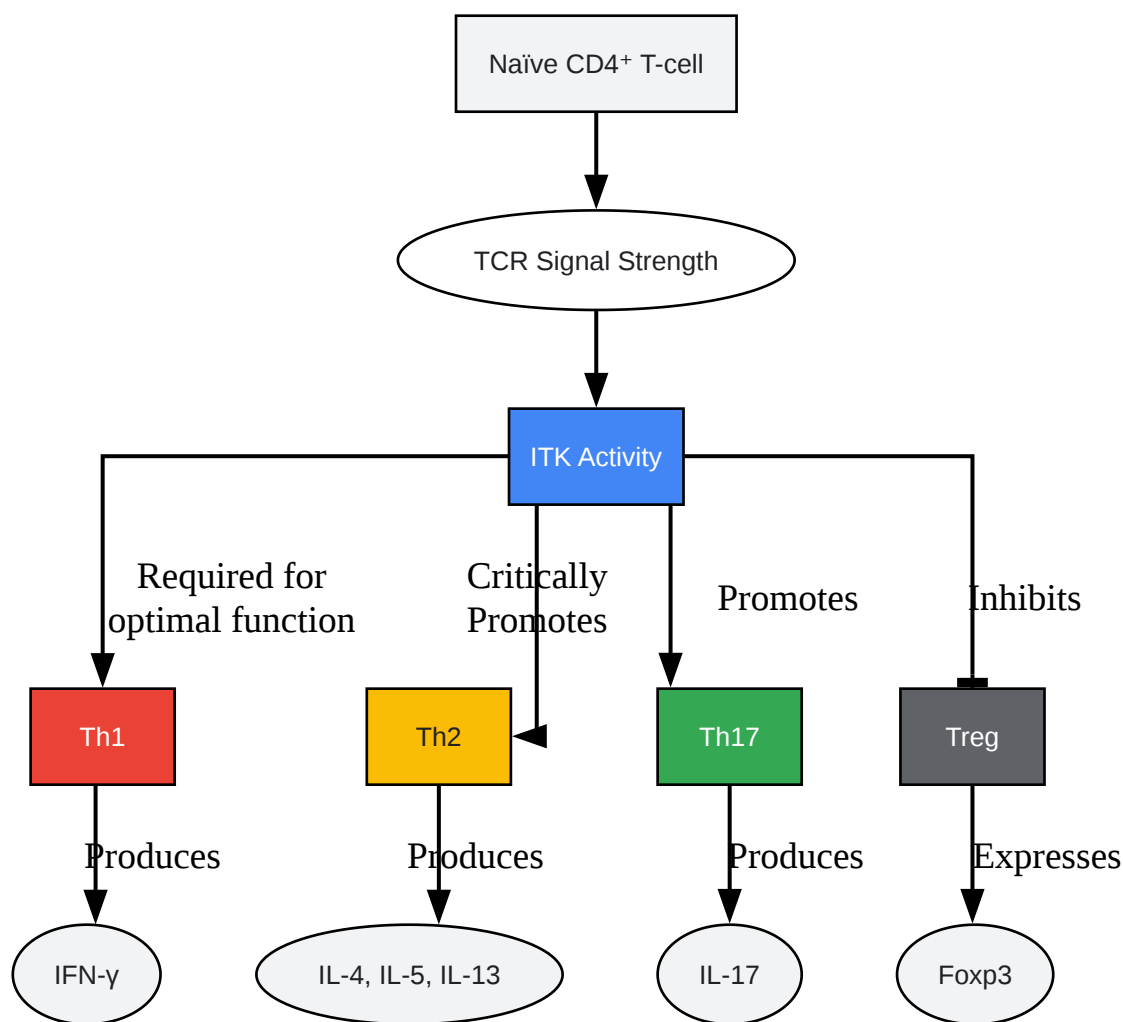 Naïve CD4⁺ T-cell
TCR Signal Strength
ITK Activity
Required for
optimal function
Critically
Promotes
Promotes
Inhibits
Th1
Th2
Th17
Treg
Produces
Produces
Produces
Expresses
IFN-γ
IL-4, IL-5, IL-13
IL-17
Foxp3